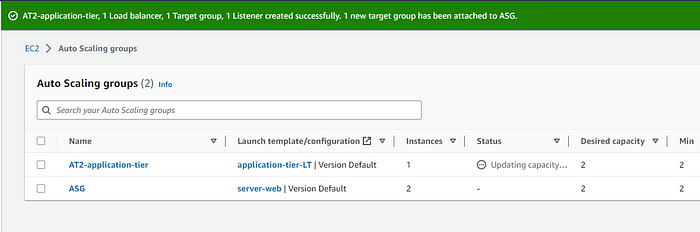 AT2-application-tier, 1 Load balancer, 1 Target group, 1 Listener created successfully. 1 new target group has been attached to ASG.
EC2 > Auto Scaling groups
Auto Scaling groups (2) Info
Search your Auto Scaling groups
Name Launch template/configuration Instances Status Desired capacity Min
AT2-application-tier application-tier-LT | Version Default 1 Updating capacity... 2 2
ASG server-web | Version Default 2 - 2 2